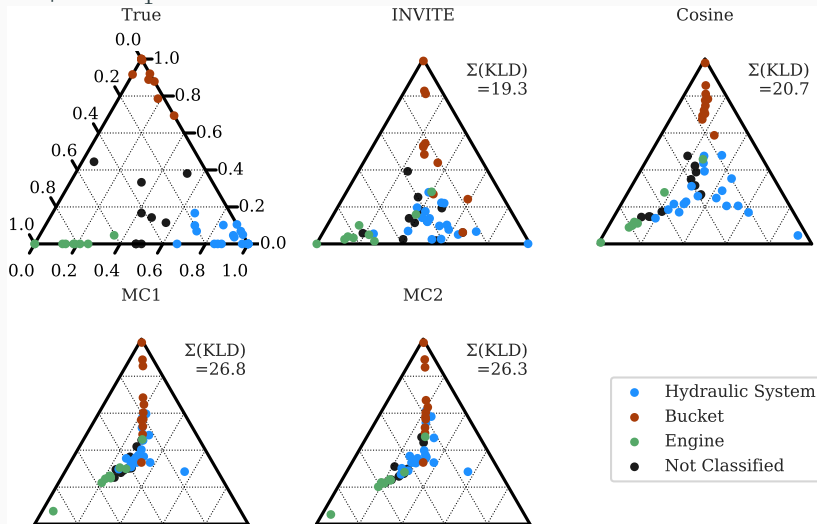 True
INVITE
Cosine
0.0
1.0
0.2
0.8
0.4
0.6
0.6
0.4
0.8
0.2
1.0
0.0
0.0 0.2 0.4 0.6 0.8 1.0
Σ(KLD)
=19.3
Σ(KLD)
=20.7
MC1
MC2
Σ(KLD)
=26.8
Σ(KLD)
=26.3
Hydraulic System
Bucket
Engine
Not Classified